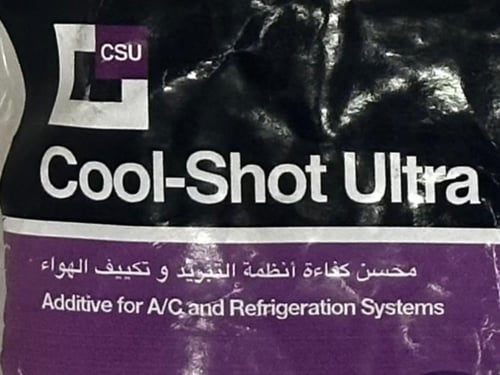 CSU
Cool-Shot Ultra
محسن كفاءة أنظمة التبريد و تكييف الهواء
Additive for A/C and Refrigeration Systems